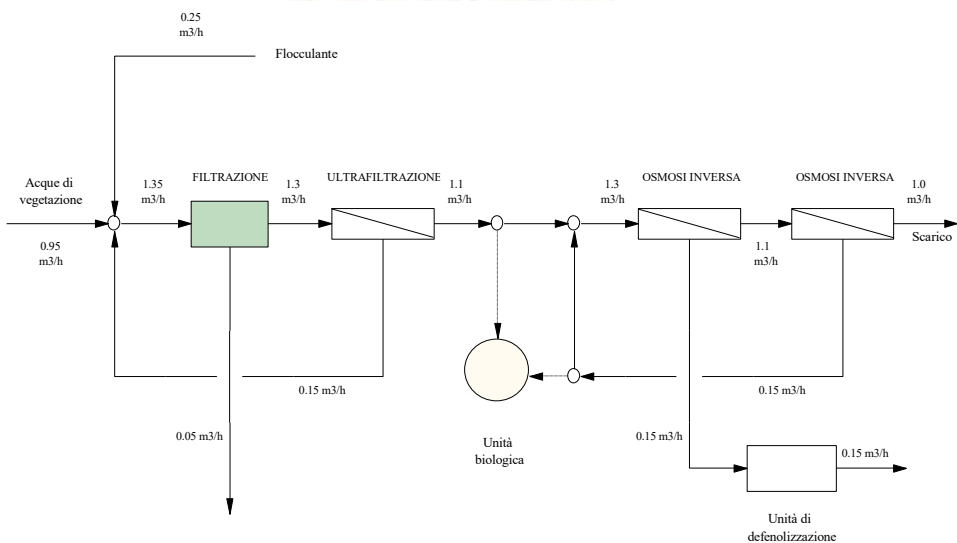 0.25
m3/h
Flocculante
Acque di
vegetazione
0.95
m3/h
1.35
m3/h
FILTRAZIONE
1.3
m3/h
ULTRAFILTRAZIONE
1.1
m3/h
1.3
m3/h
OSMOSI INVERSA
1.1
m3/h
OSMOSI INVERSA
1.0
m3/h
Scarico
0.15 m3/h
0.15 m3/h
0.05 m3/h
Unità
biologica
0.15 m3/h
0.15 m3/h
Unità di
defenolizzazione